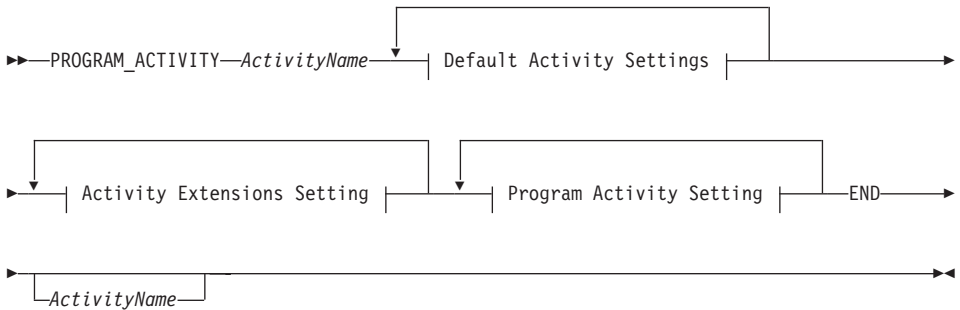 PROGRAM_ACTIVITY ActivityName Default Activity Settings
Activity Extensions Setting Program Activity Setting END
ActivityName